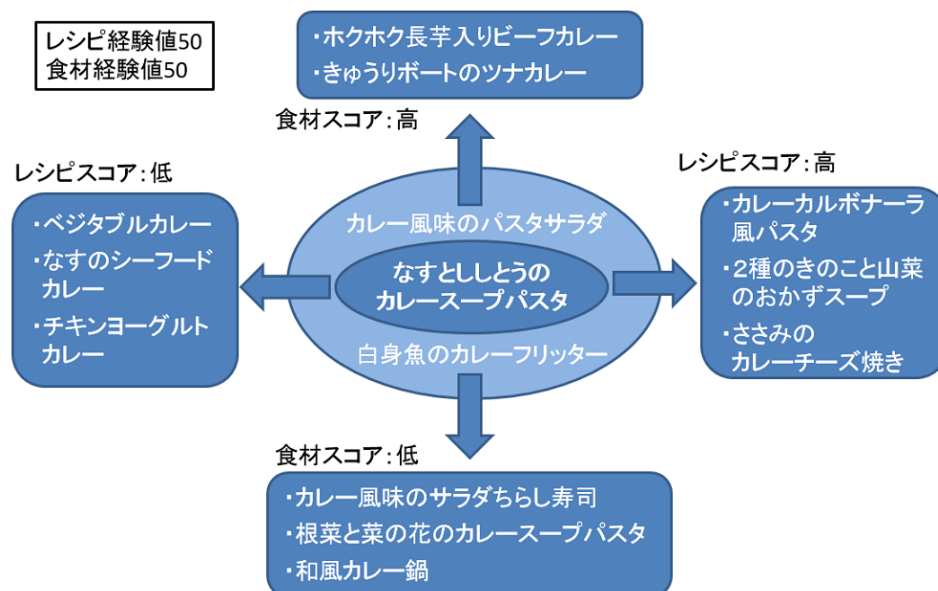 レシピ経験値50
食材経験値50
・ホクホク長芋入りビーフカレー
・きゅうりボートのツナカレー
食材スコア：高
レシピスコア：低
・ベジタブルカレー
・なすのシーフード
カレー
・チキンヨーグルト
カレー
カレー風味のパスタサラダ
なすとししとうの
カレースープパスタ
白身魚のカレーフリッター
レシピスコア：高
・カレーカルボナーラ
風パスタ
・２種のきのこと山菜
のおかずスープ
・ささみの
カレーチーズ焼き
食材スコア：低
・カレー風味のサラダちらし寿司
・根菜と菜の花のカレースープパスタ
・和風カレー鍋